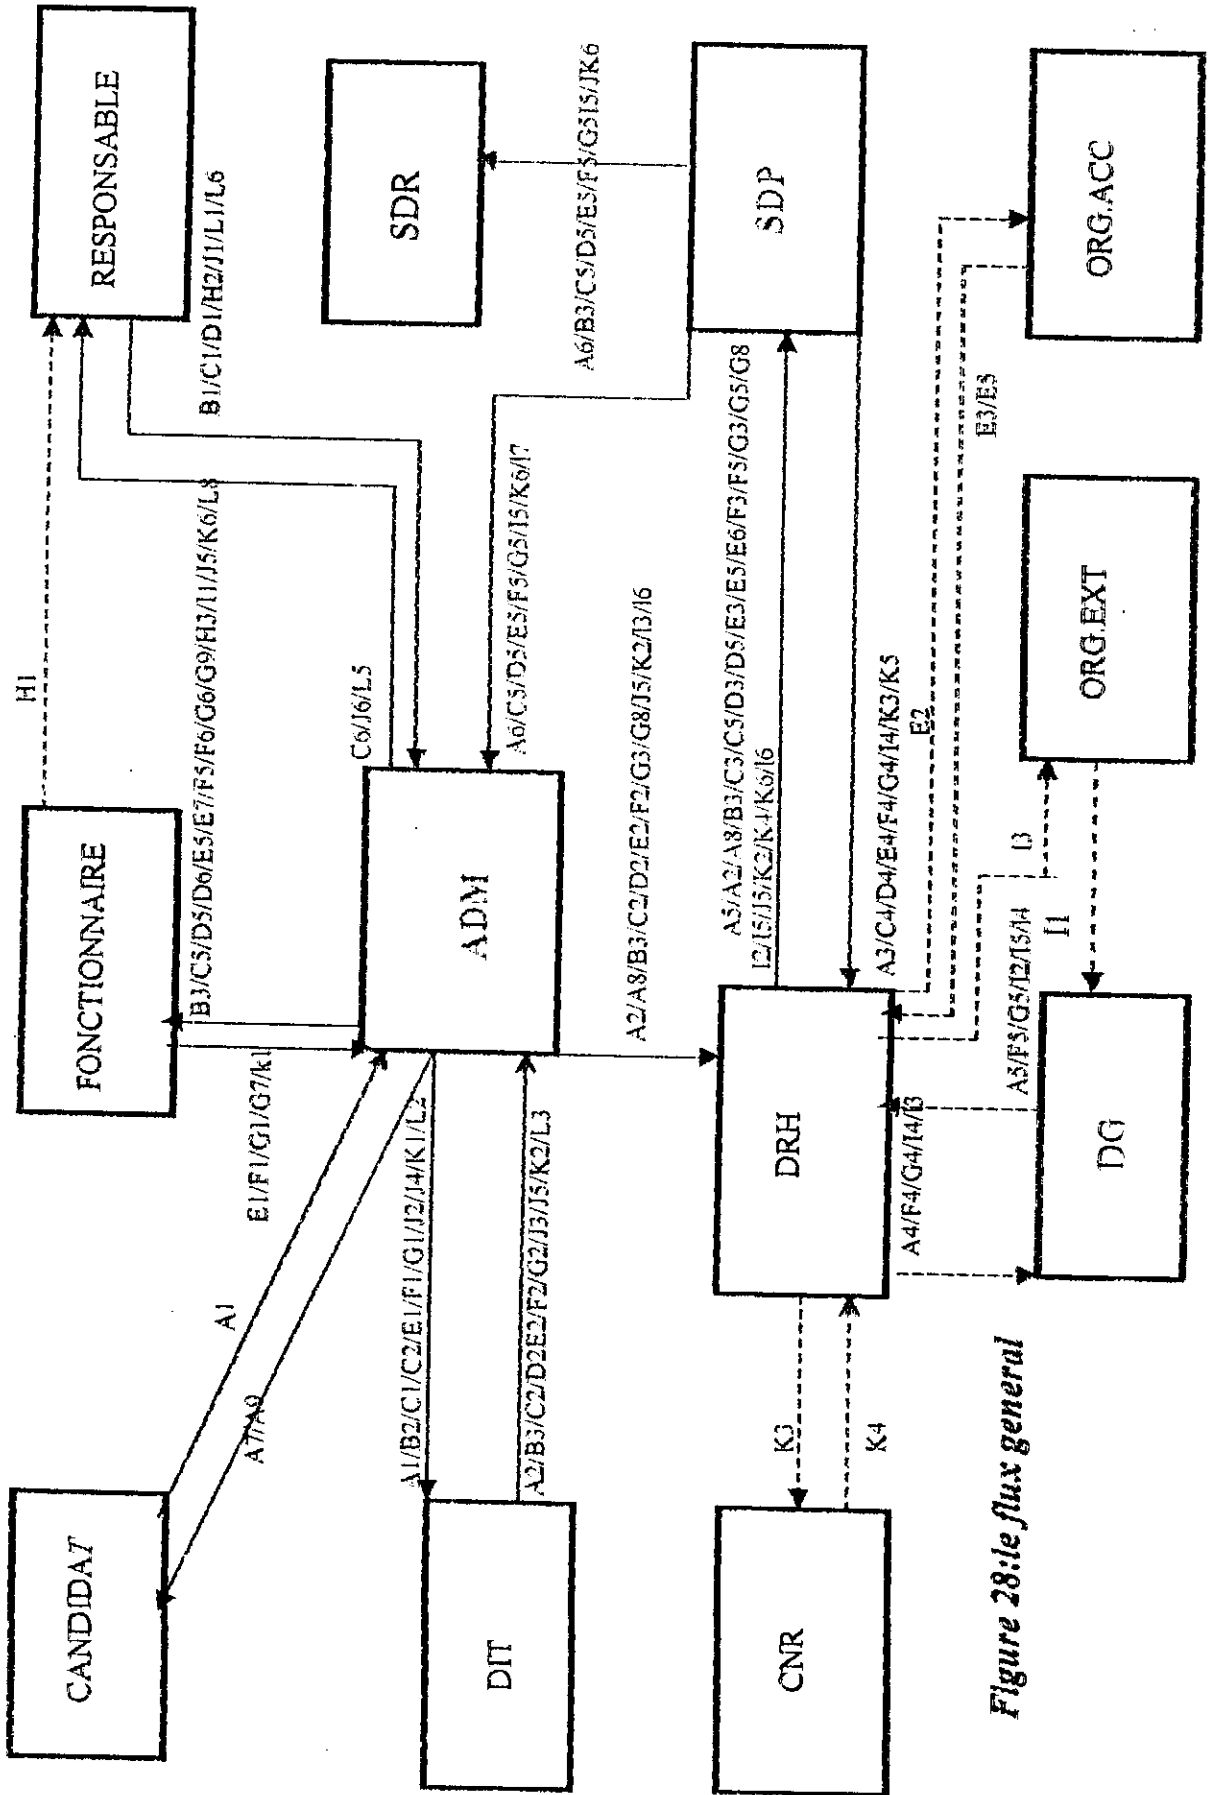 CANDIDAT
FONCTIONNAIRE
RESPONSABLE
H1
A1
A7/A9
E1/F1/G1/G7/k1
B3/C5/D5/D6/E5/E7/F5/F6/G6/G9/H3/I1/J5/K6/L8
B1/C1/D1/H2/J1/L1/L6
C6/J6/L5
SDR
DIT
ADM
A1/B2/C1/C2/E1/F1/G1/J2/J4/K1/L2
A2/B3/C2/D2E2/F2/G2/J3/J5/K2/L3
A6/C5/D5/E5/F5/G5/I5/K6/I7
A6/B3/C5/D5/E5/F5/G5I5/JK6
A2/A8/B3/C2/D2/E2/F2/G3/G8/J5/K2/I3/I6
SDP
A5/A2/A8/B3/C3/C5/D3/D5/E3/E5/E6/F3/F5/G3/G5/G8
I2/I5/J5/K2/K4/K6/I6
CNR
DRH
K3
K4
A3/C4/D4/E4/F4/G4/I4/K3/K5
E2
E3/E3
A4/F4/G4/I4/I3
A5/F5/G5/I2/I5/I4
I3
I1
DG
ORG.EXT
ORG.ACC
Figure 28:le flux general